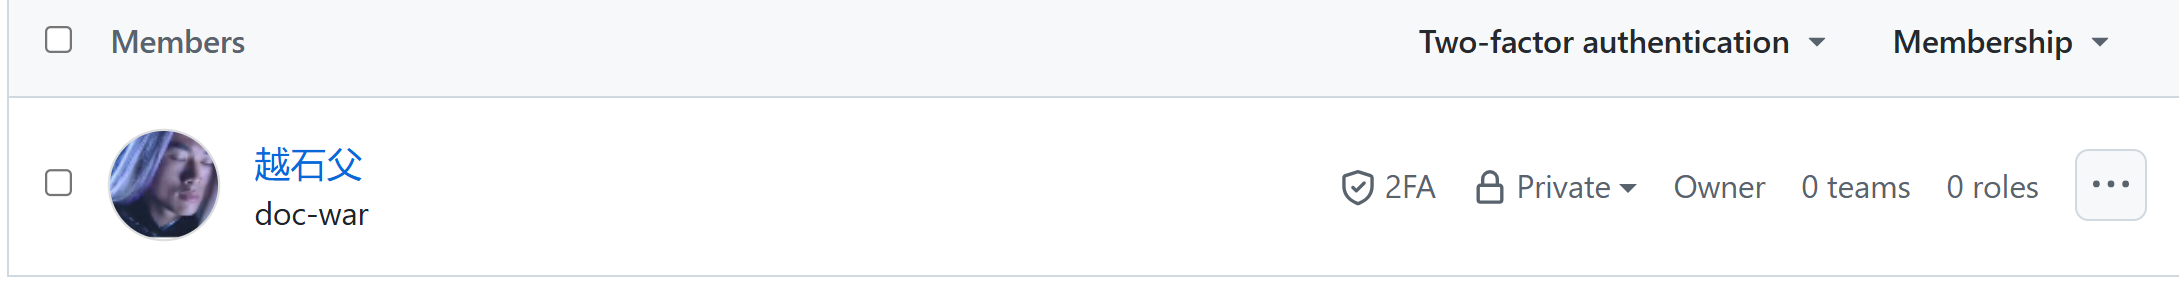 Members Two-factor authentication Membership
越石父
doc-war
2FA Private Owner 0 teams 0 roles